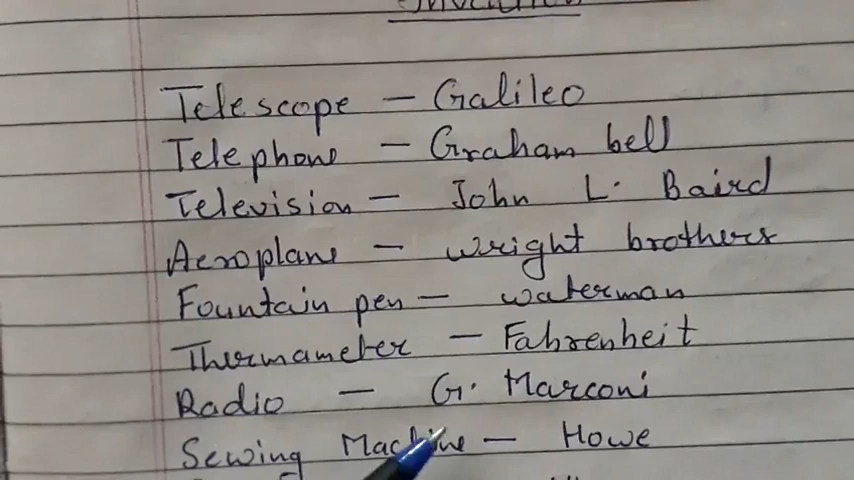 Telescope - Galileo
Telephone - Graham bell
Television - John L. Baird
Aeroplane - wright brothers
Fountain pen - waterman
Thermameter - Fahrenheit
Radio - G. Marconi
Sewing Machine - Howe